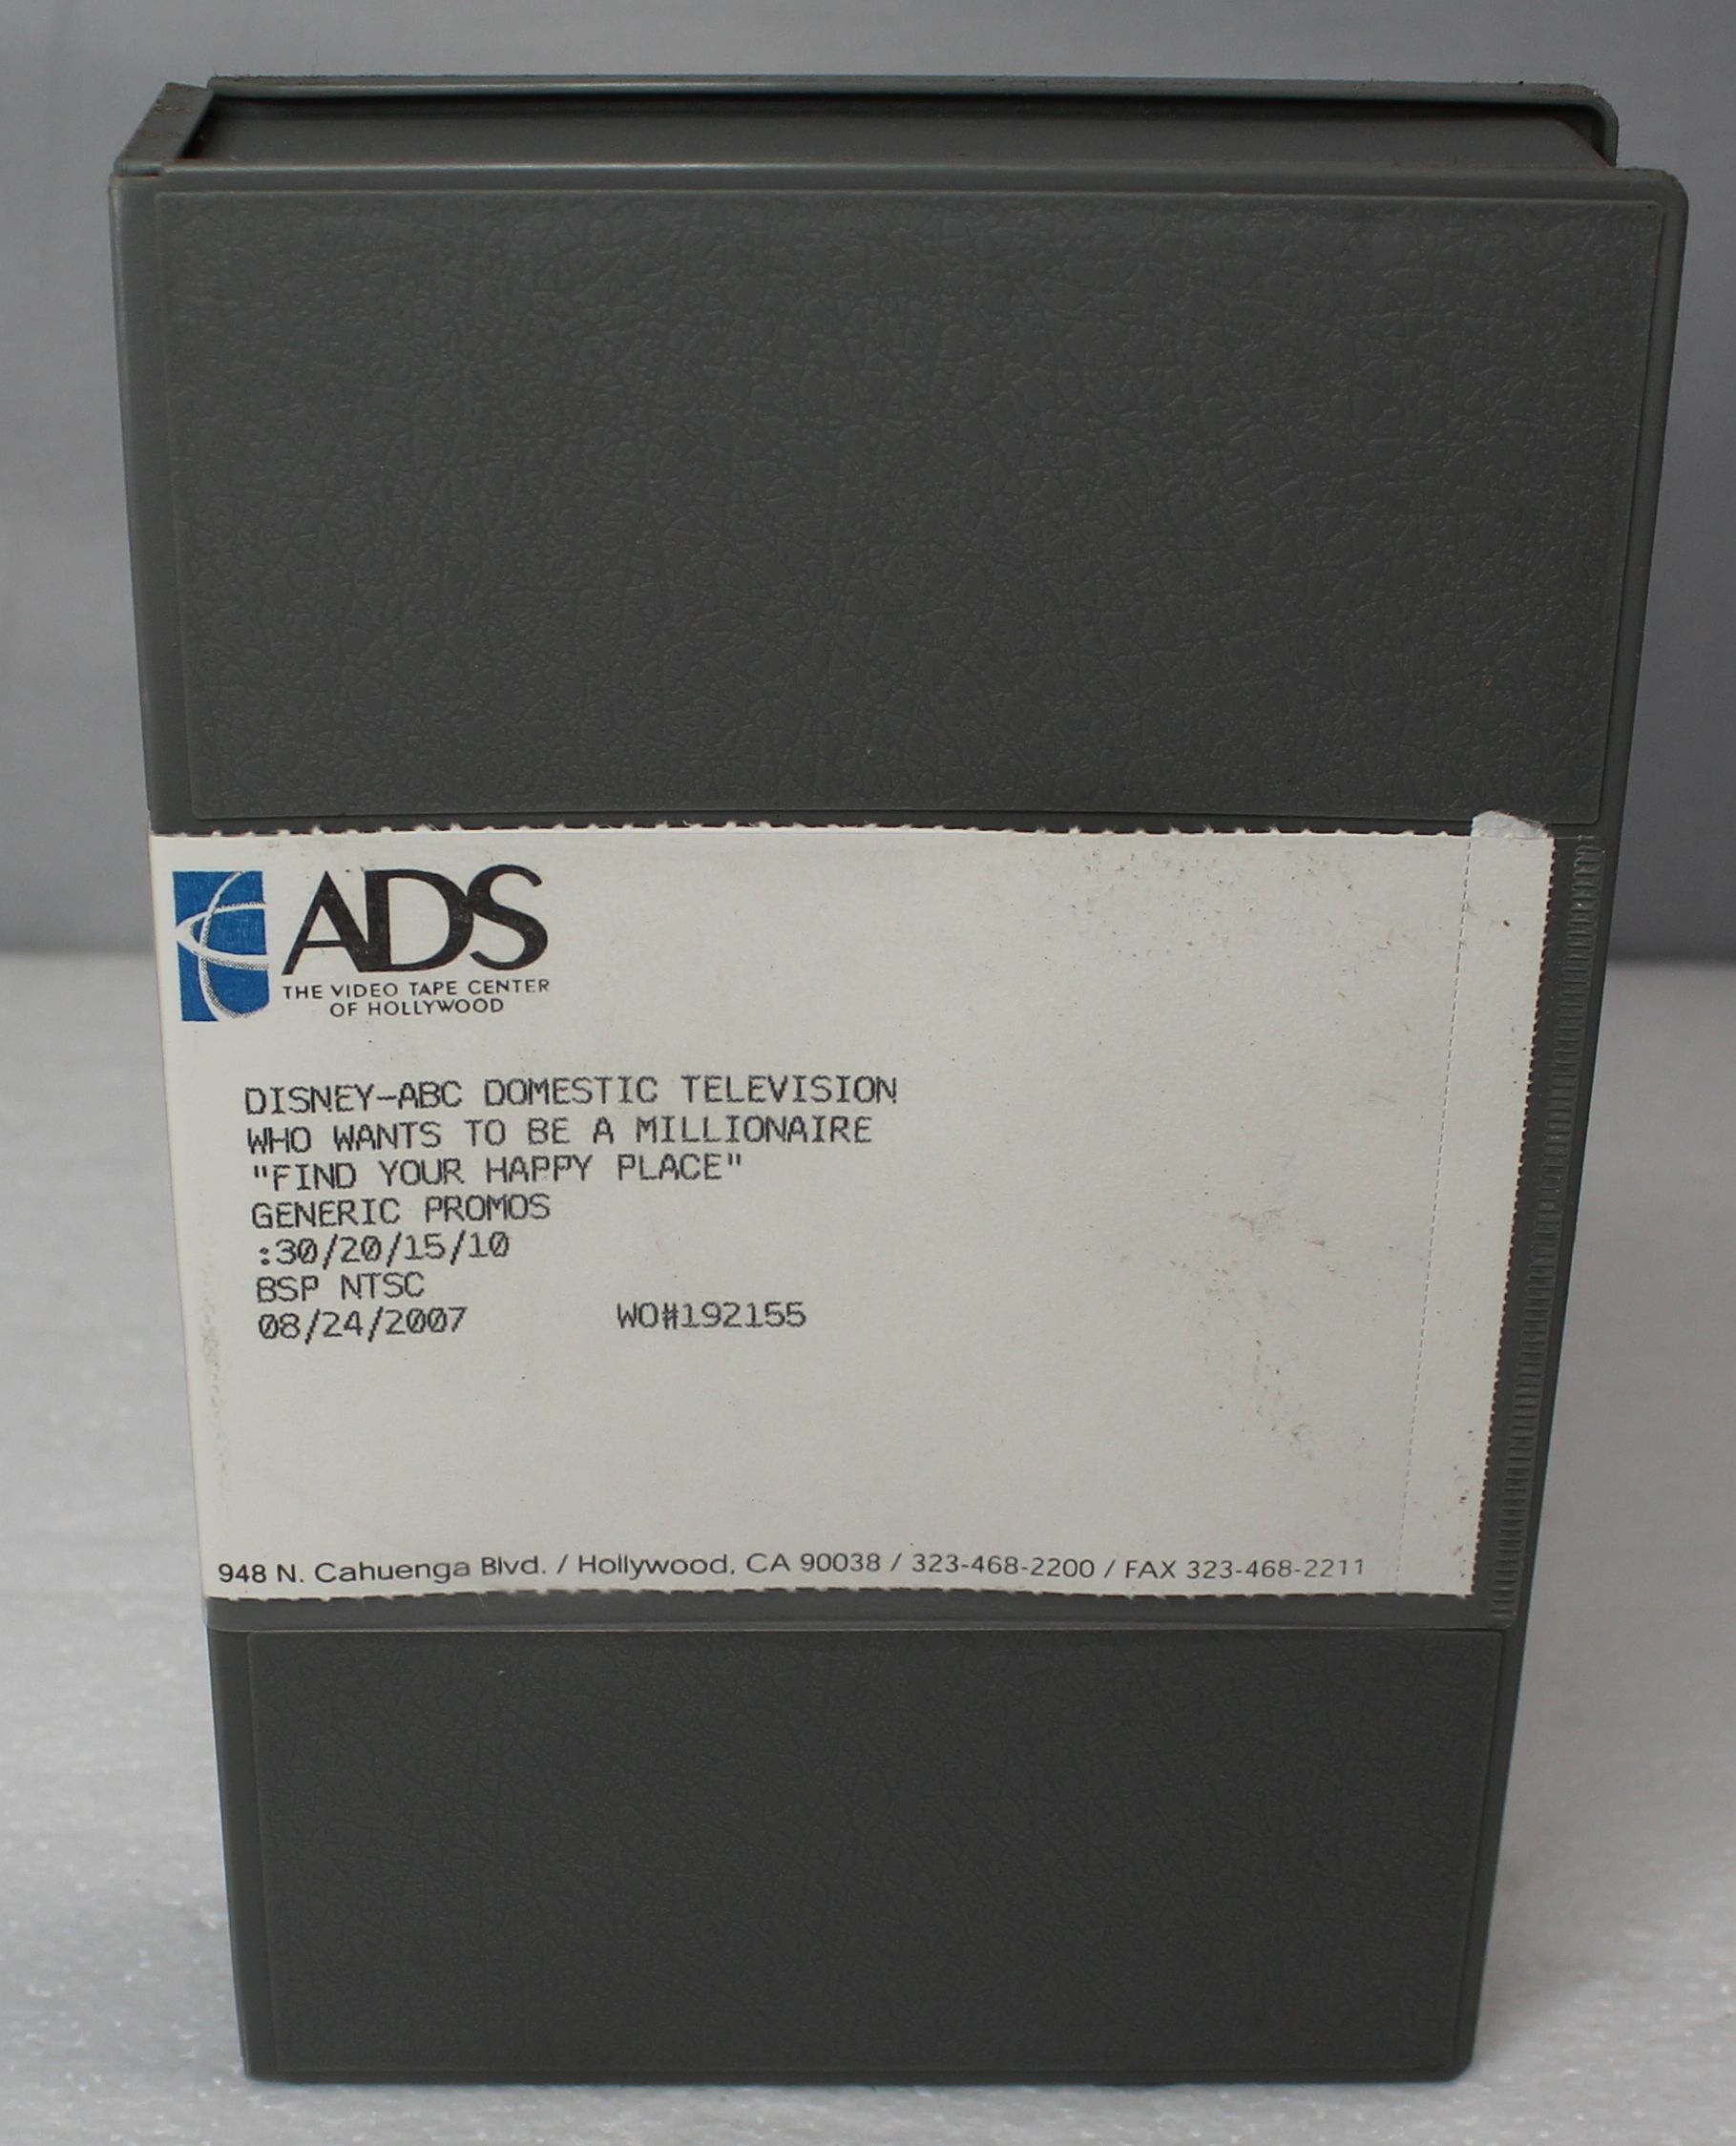 ADS
THE VIDEO TAPE CENTER
OF HOLLYWOOD
DISNEY-ABC DOMESTIC TELEVISION
WHO WANTS TO BE A MILLIONAIRE
"FIND YOUR HAPPY PLACE"
GENERIC PROMOS
:30/20/15/10
BSP NTSC
08/24/2007 WO#192155
948 N. Cahuenga Blvd. / Hollywood, CA 90038 / 323-468-2200 / FAX 323-468-2211